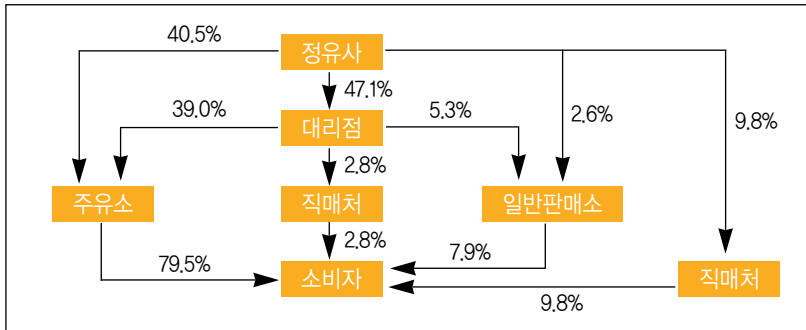 40.5%
정유사
47.1%
39.0%
대리점
5.3%
2.6%
9.8%
2.8%
주유소
직매처
일반판매소
2.8%
79.5%
7.9%
소비자
직매처
9.8%